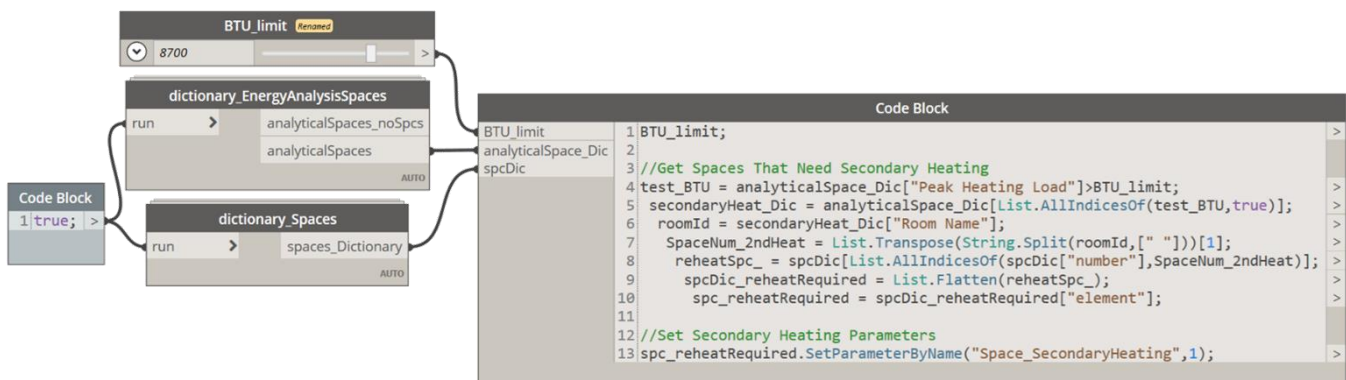 BTU_limit Renamed
8700 >
dictionary_EnergyAnalysisSpaces
run > analyticalSpaces_noSpcs
analyticalSpaces
AUTO
Code Block
1 true; >
dictionary_Spaces
run > spaces_Dictionary
AUTO
Code Block
BTU_limit
analyticalSpace_Dic
spcDic
1 BTU_limit; >
2
3 //Get Spaces That Need Secondary Heating
4 test_BTU = analyticalSpace_Dic["Peak Heating Load"]>BTU_limit; >
5 secondaryHeat_Dic = analyticalSpace_Dic[List.AllIndicesOf(test_BTU,true)]; >
6 roomId = secondaryHeat_Dic["Room Name"]; >
7 SpaceNum_2ndHeat = List.Transpose(String.Split(roomId,[" "]))[1]; >
8 reheatSpc_ = spcDic[List.AllIndicesOf(spcDic["number"],SpaceNum_2ndHeat)]; >
9 spcDic_reheatRequired = List.Flatten(reheatSpc_); >
10 spc_reheatRequired = spcDic_reheatRequired["element"]; >
11
12 //Set Secondary Heating Parameters
13 spc_reheatRequired.SetParameterByName("Space_SecondaryHeating",1); >